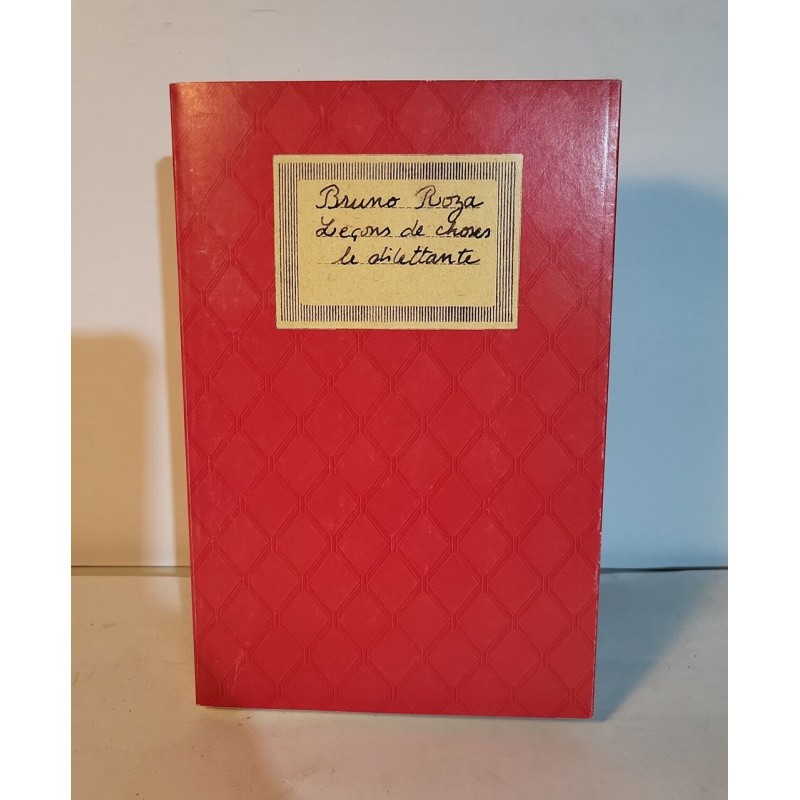 Bruno Roza
Leçons de choses
le dilettante